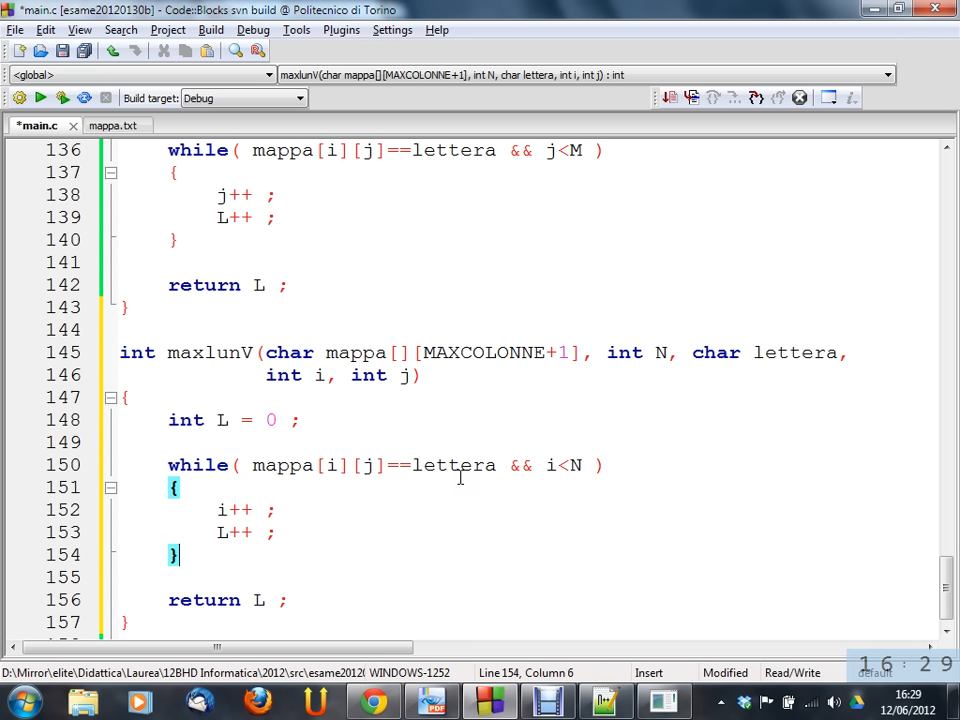 *main.c [esame20120130b] - Code::Blocks svn build @ Politecnico di Torino
File Edit View Search Project Build Debug Tools Plugins Settings Help
<global> maxlunV(char mappa[][MAXCOLONNE+1], int N, char lettera, int i, int j) : int
Build target: Debug
*main.c mappa.txt
136 while( mappa[i][j]==lettera && j<M )
137 {
138 j++ ;
139 L++ ;
140 }
141
142 return L ;
143 }
144
145 int maxlunV(char mappa[][MAXCOLONNE+1], int N, char lettera,
146 int i, int j)
147 {
148 int L = 0 ;
149
150 while( mappa[i][j]==lettera && i<N )
151 {
152 i++ ;
153 L++ ;
154 }
155
156 return L ;
157 }
D:\Mirror\elite\Didattica\Laurea\12BHD Informatica\2012\src\esame2012( WINDOWS-1252 Line 154, Column 6 Insert Modified Read/Write default
16:29
16:29
12/06/2012